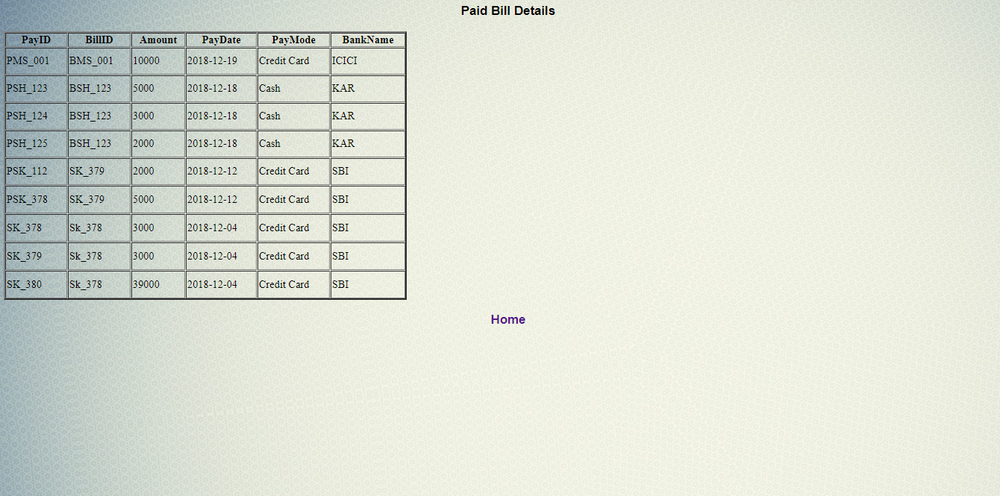 Paid Bill Details
PayID BillID Amount PayDate PayMode BankName
PMS_001 BMS_001 10000 2018-12-19 Credit Card ICICI
PSH_123 BSH_123 5000 2018-12-18 Cash KAR
PSH_124 BSH_123 3000 2018-12-18 Cash KAR
PSH_125 BSH_123 2000 2018-12-18 Cash KAR
PSK_112 SK_379 2000 2018-12-12 Credit Card SBI
PSK_378 SK_379 5000 2018-12-12 Credit Card SBI
SK_378 Sk_378 3000 2018-12-04 Credit Card SBI
SK_379 Sk_378 3000 2018-12-04 Credit Card SBI
SK_380 Sk_378 39000 2018-12-04 Credit Card SBI
Home